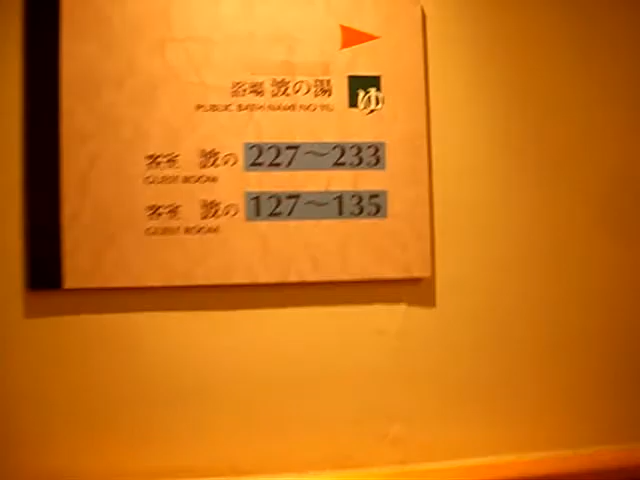 浴場 波の湯 ゆ
PUBLIC BATH NAMI NO YU
客室 波の 227～233
GUEST ROOM
客室 波の 127～135
GUEST ROOM